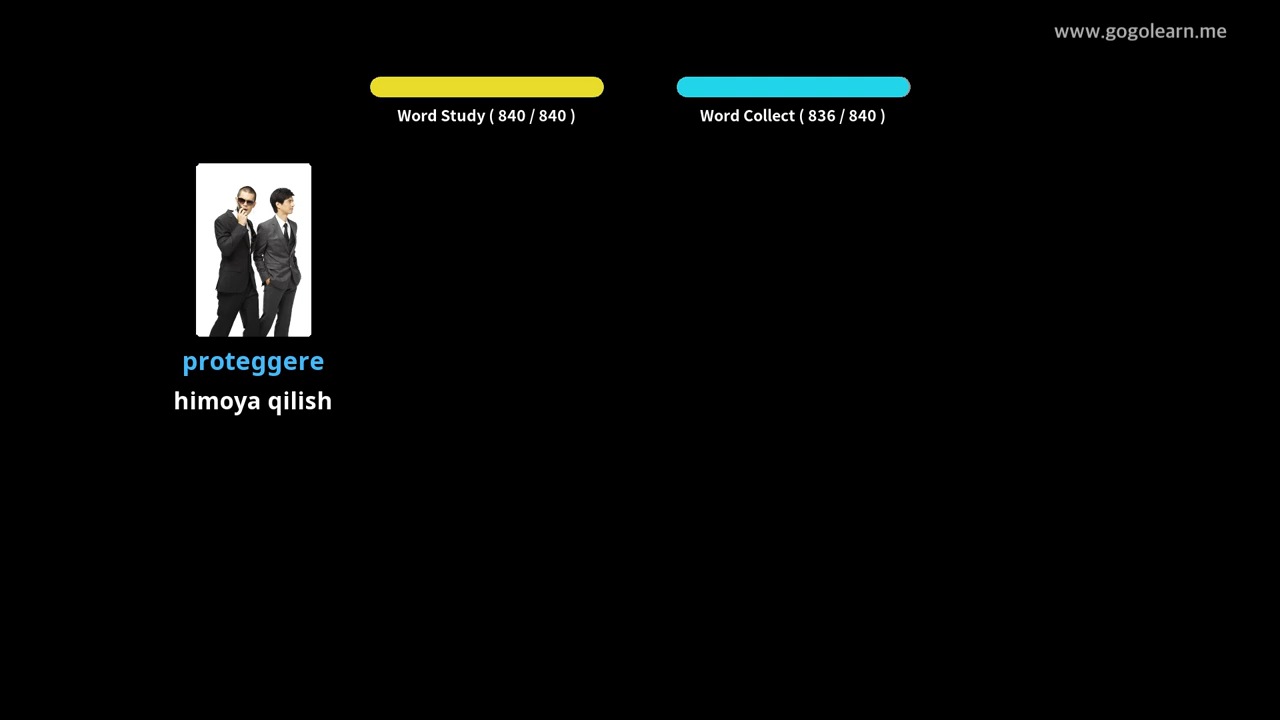 www.gogolearn.me
Word Study ( 840 / 840 )
Word Collect ( 836 / 840 )
proteggere
himoya qilish